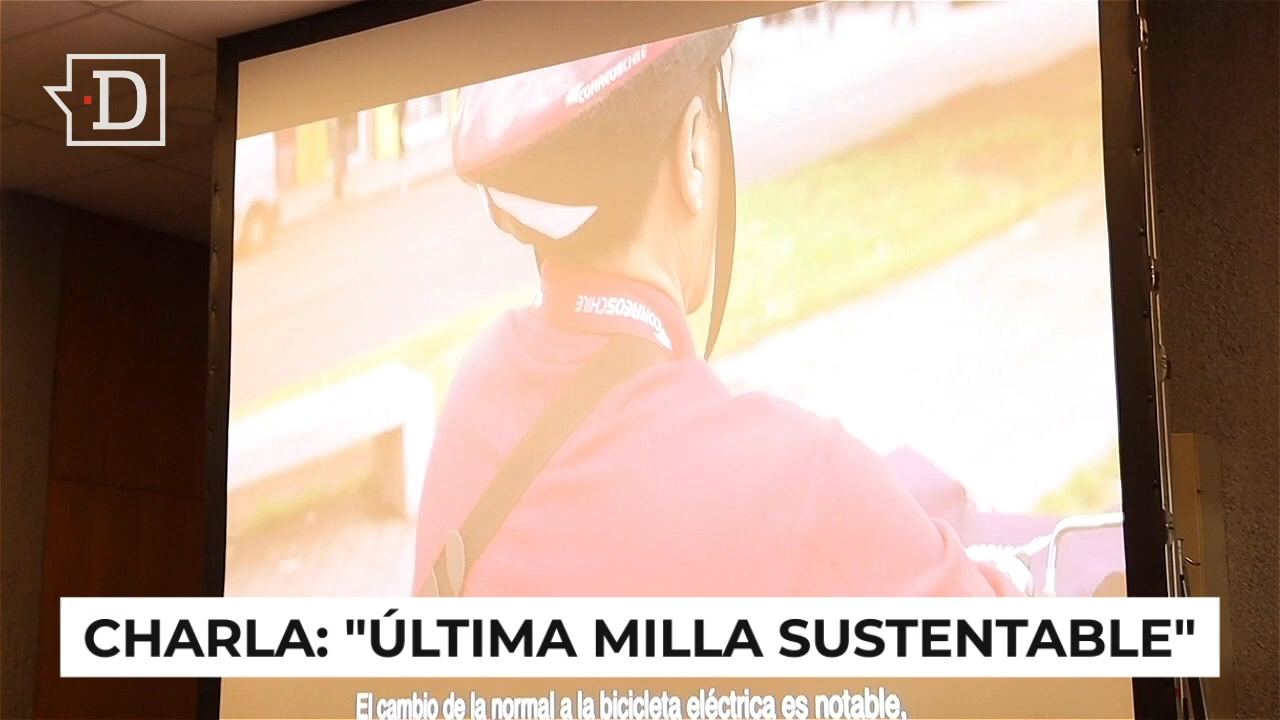 D
CORREOSCHILE
CORREOSCHILE
CHARLA: "ÚLTIMA MILLA SUSTENTABLE"
El cambio de la normal a la bicicleta eléctrica es notable,